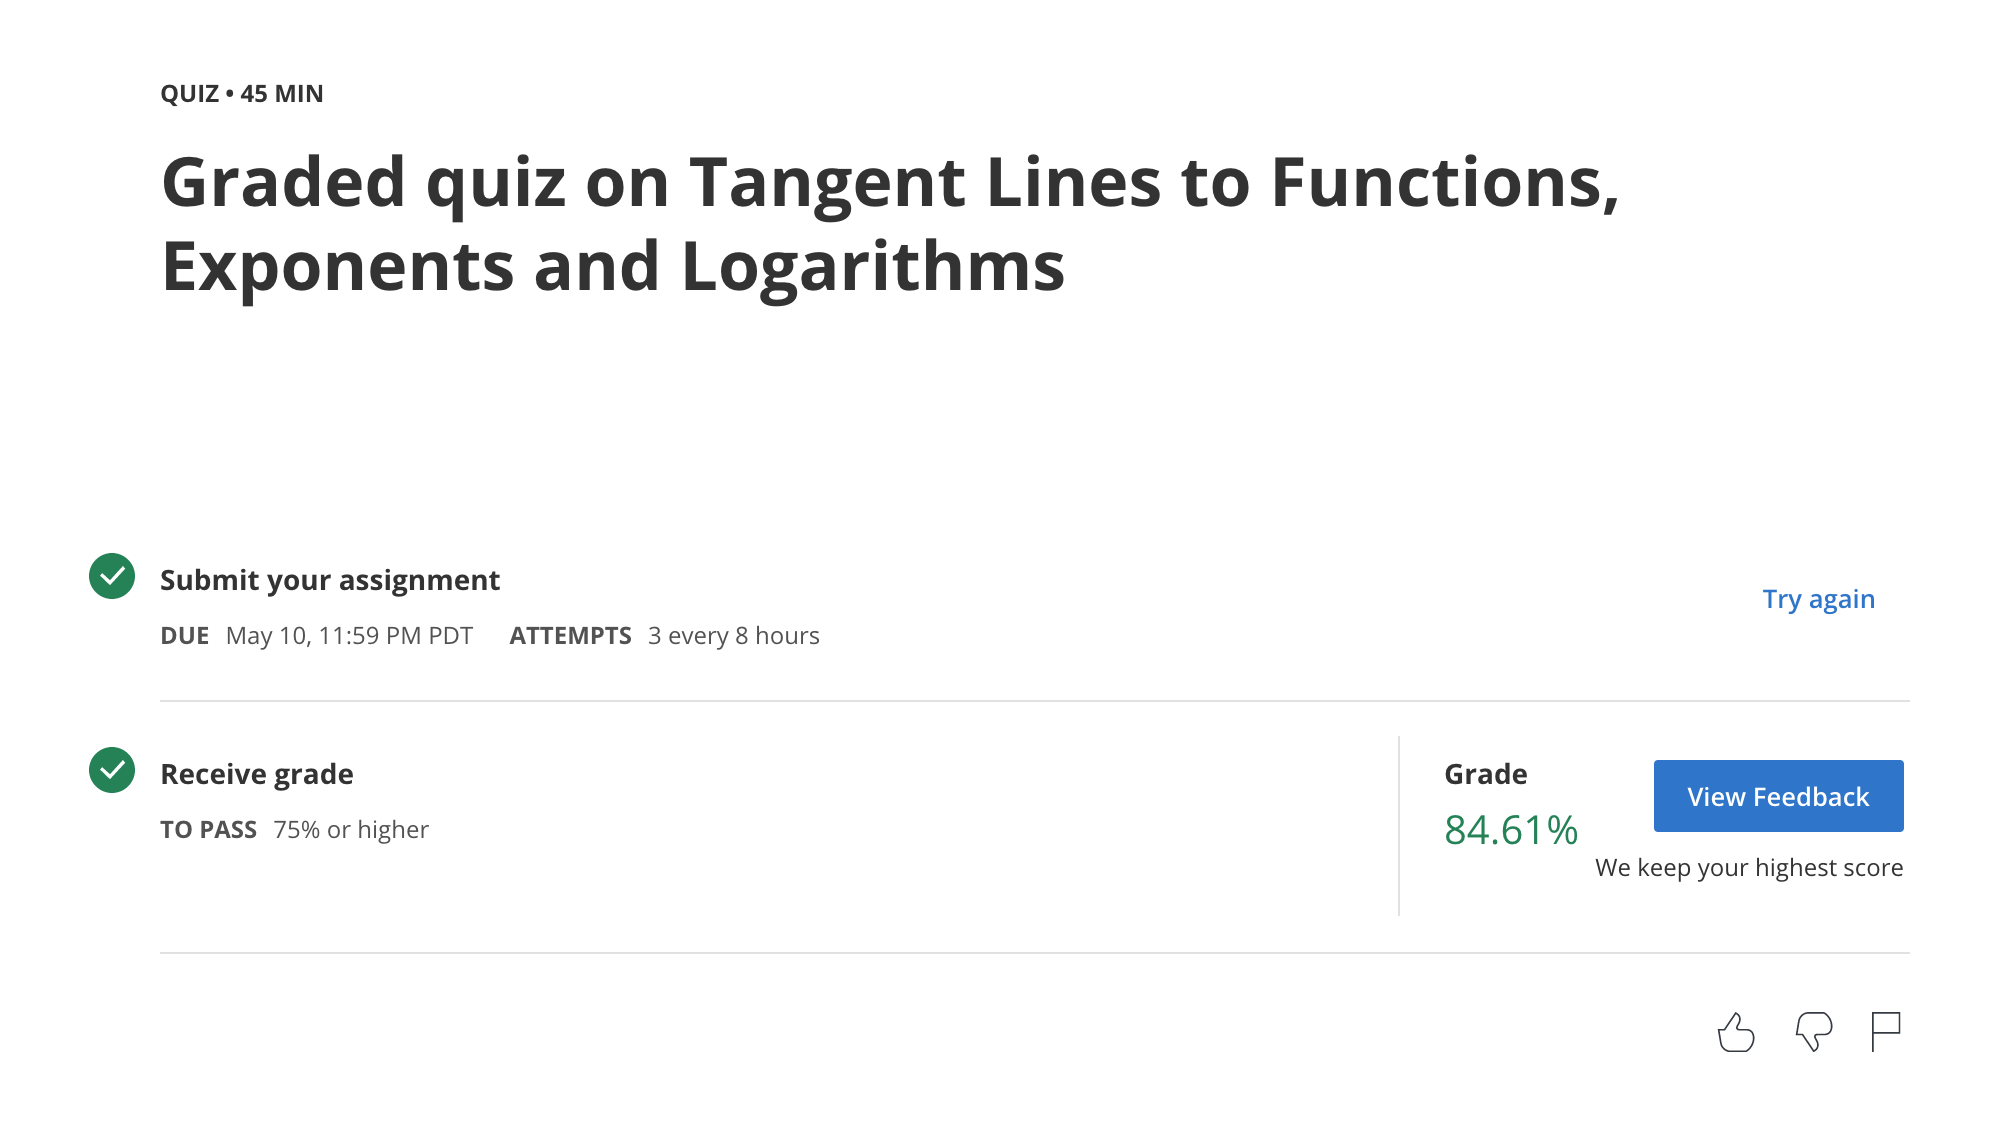 QUIZ • 45 MIN
Graded quiz on Tangent Lines to Functions,
Exponents and Logarithms
Submit your assignment
DUE May 10, 11:59 PM PDT ATTEMPTS 3 every 8 hours
Try again
Receive grade
TO PASS 75% or higher
Grade
84.61%
View Feedback
We keep your highest score